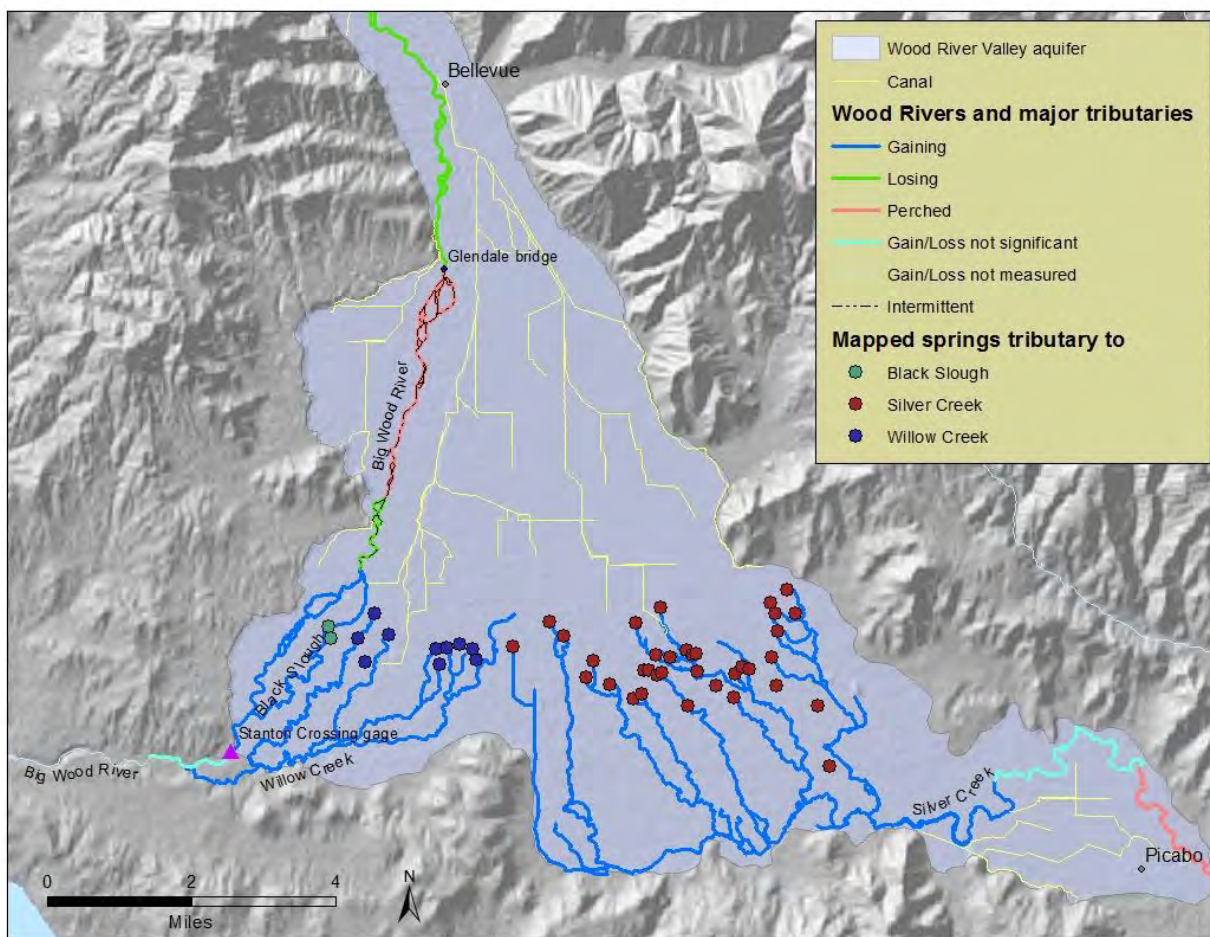 Bellevue
Glendale bridge
Big Wood River
Black Slough
Stanton Crossing gage
Big Wood River
Willow Creek
Silver Creek
Picabo
Wood River Valley aquifer
Canal
Wood Rivers and major tributaries
Gaining
Losing
Perched
Gain/Loss not significant
Gain/Loss not measured
Intermittent
Mapped springs tributary to
Black Slough
Silver Creek
Willow Creek
0 2 4
Miles
N